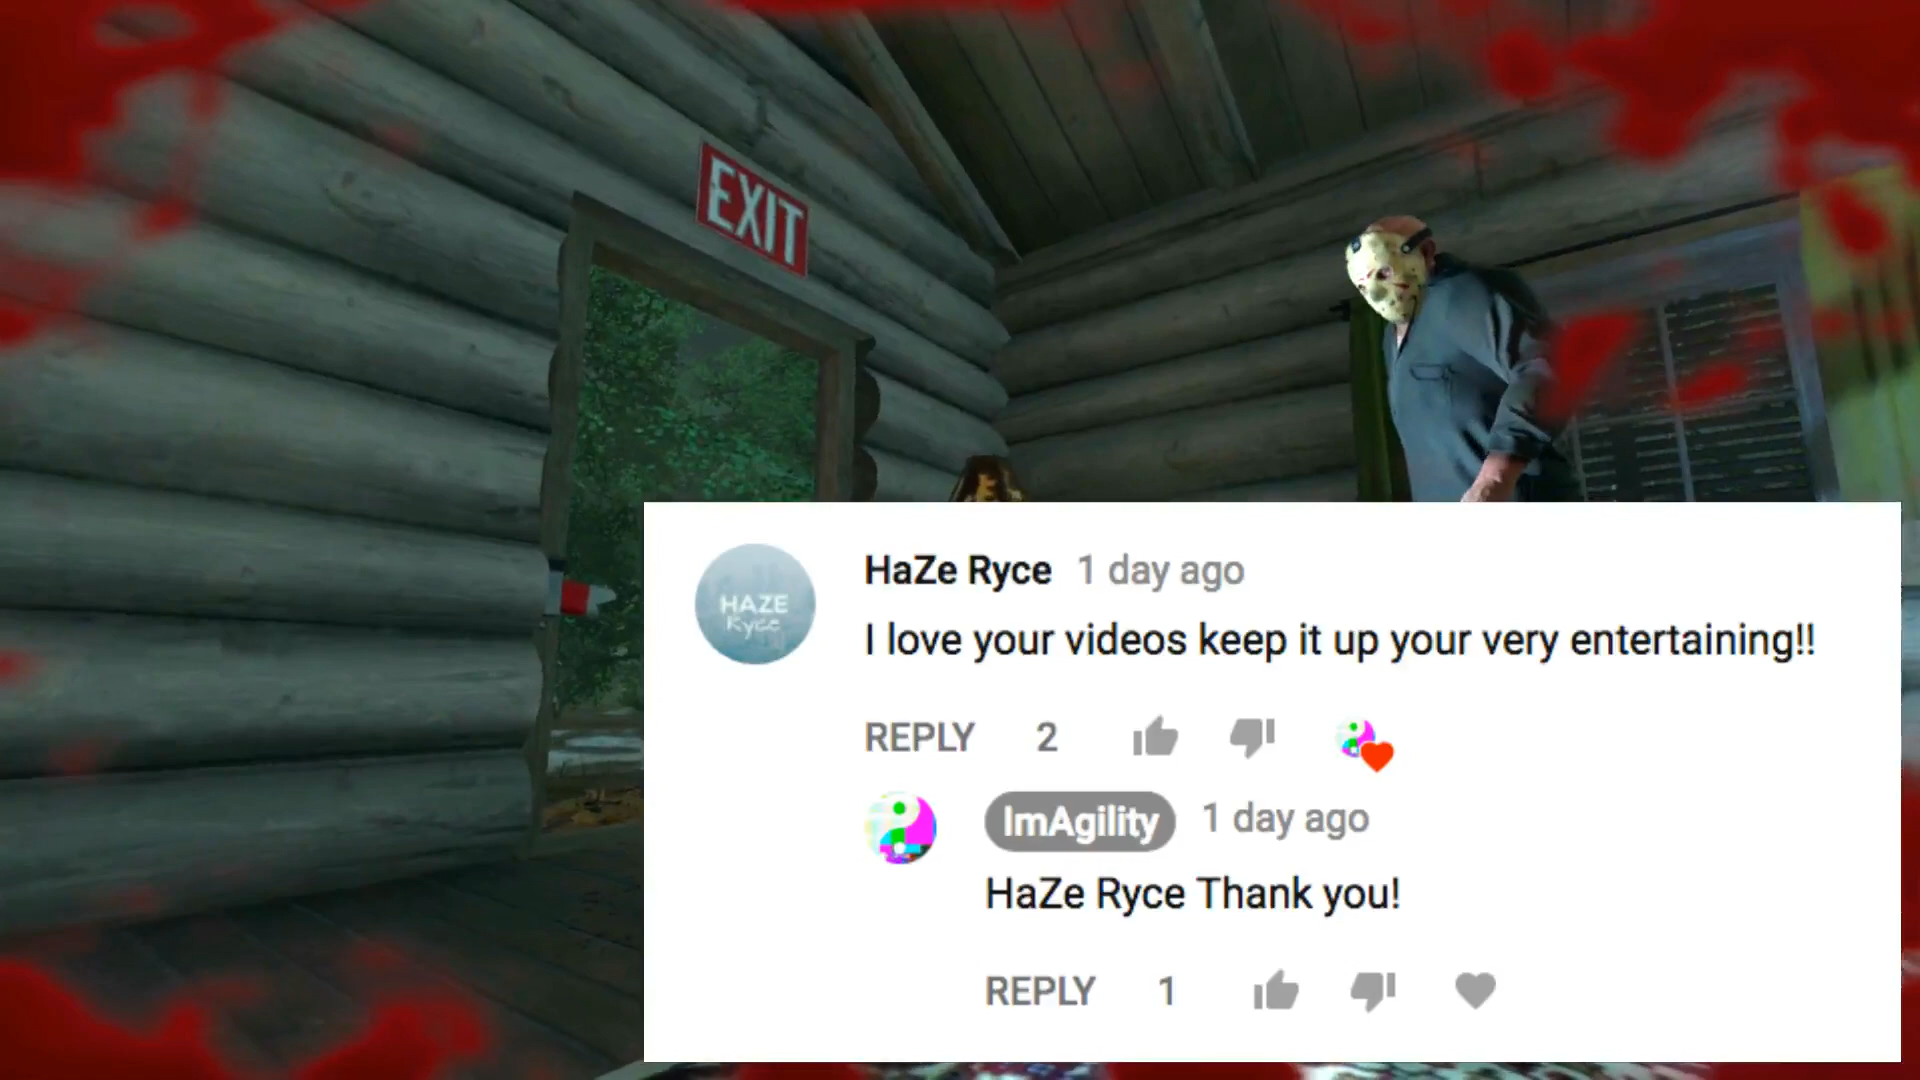 EXIT
HAZE
Ryce
HaZe Ryce 1 day ago
I love your videos keep it up your very entertaining!!
REPLY 2
ImAgility 1 day ago
HaZe Ryce Thank you!
REPLY 1